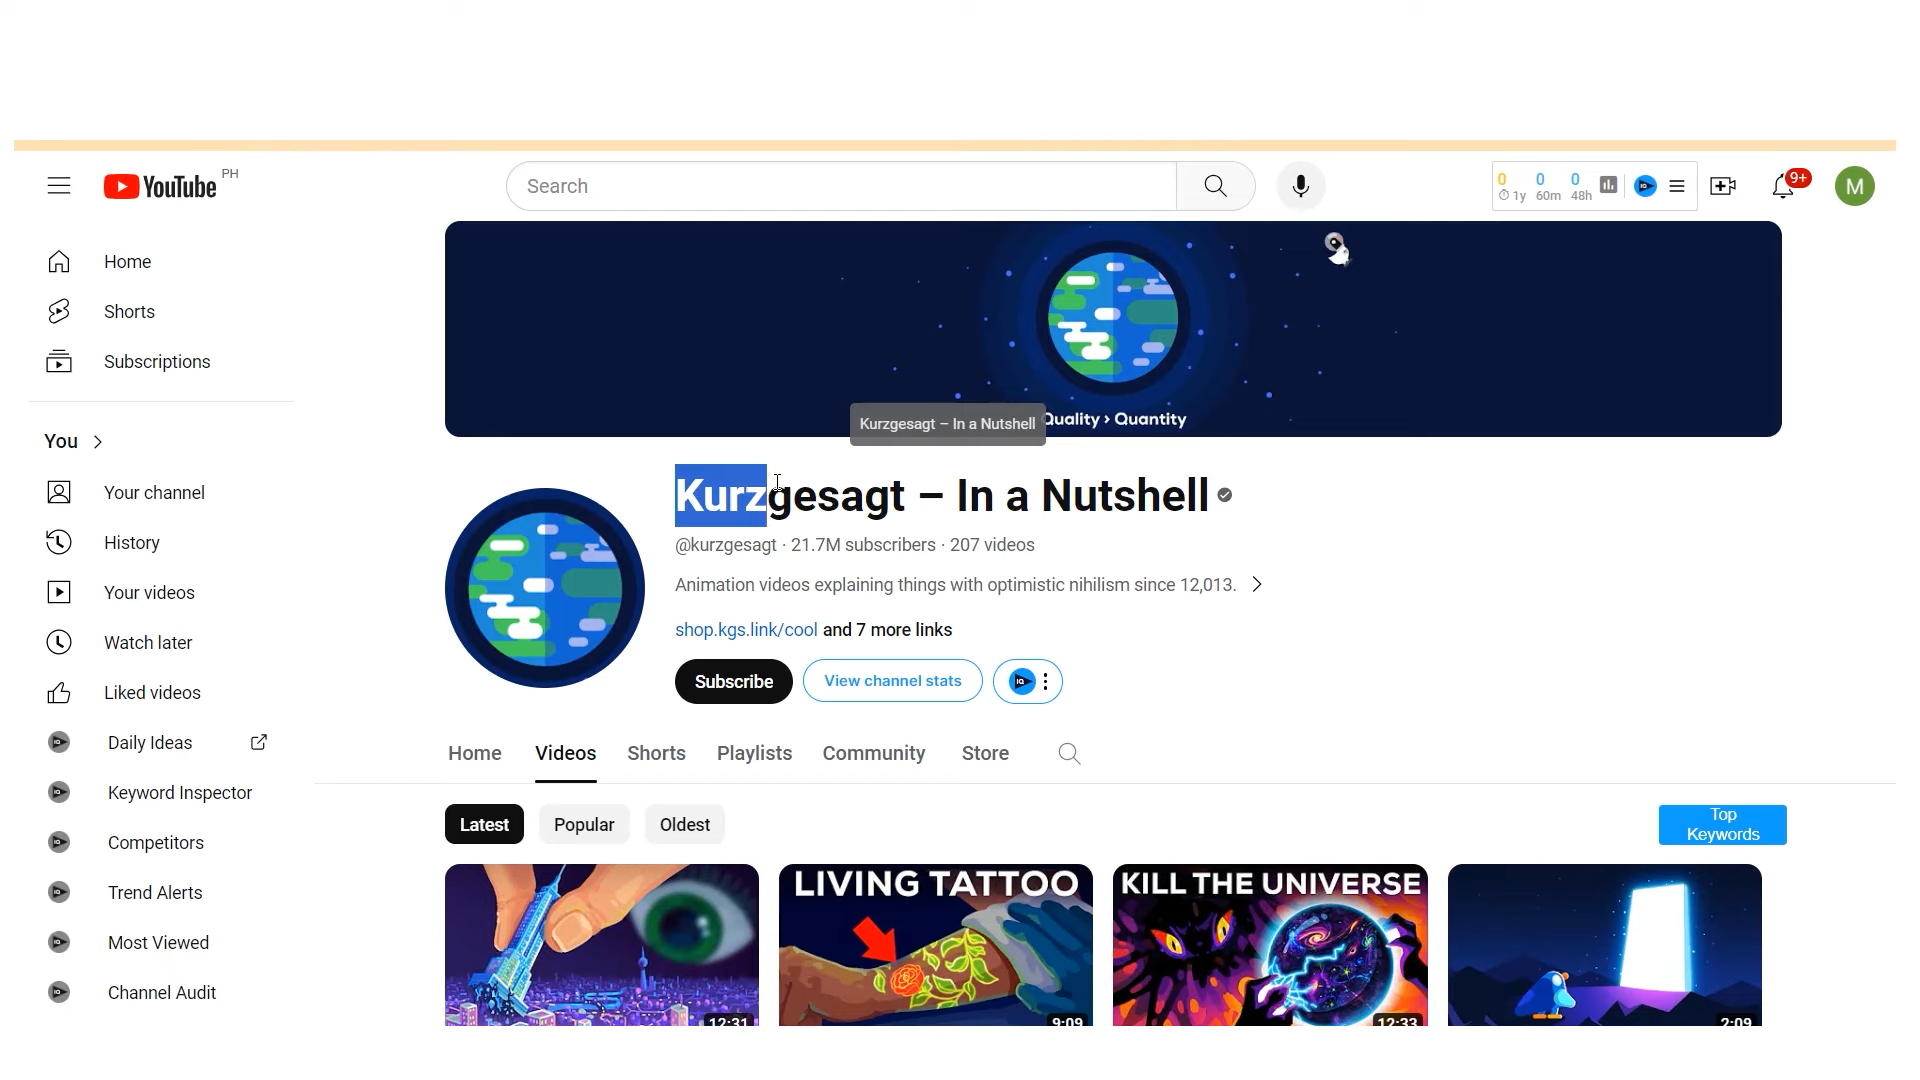 YouTube PH
Search
0 0 0
1y 60m 48h
9+
M
Home
Shorts
Subscriptions
You
Your channel
History
Your videos
Watch later
Liked videos
Daily Ideas
Keyword Inspector
Competitors
Trend Alerts
Most Viewed
Channel Audit
Quality > Quantity
Kurzgesagt – In a Nutshell
Kurzgesagt – In a Nutshell
@kurzgesagt · 21.7M subscribers · 207 videos
Animation videos explaining things with optimistic nihilism since 12,013.
shop.kgs.link/cool and 7 more links
Subscribe
View channel stats
IQ
Home Videos Shorts Playlists Community Store
Latest Popular Oldest
Top
Keywords
LIVING TATTOO
KILL THE UNIVERSE
12:31
9:09
12:33
2:09